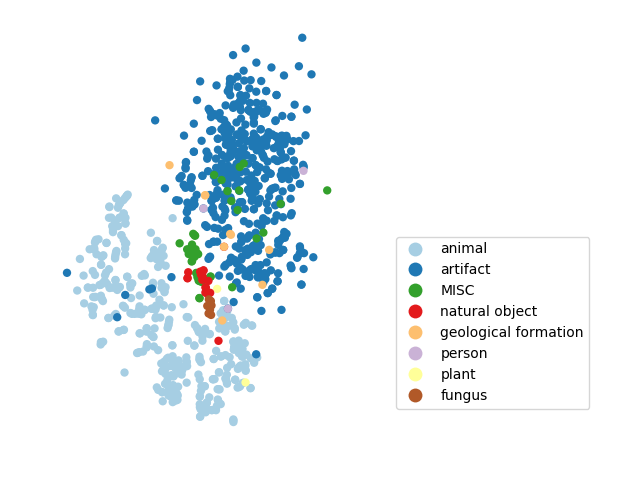 animal
artifact
MISC
natural object
geological formation
person
plant
fungus